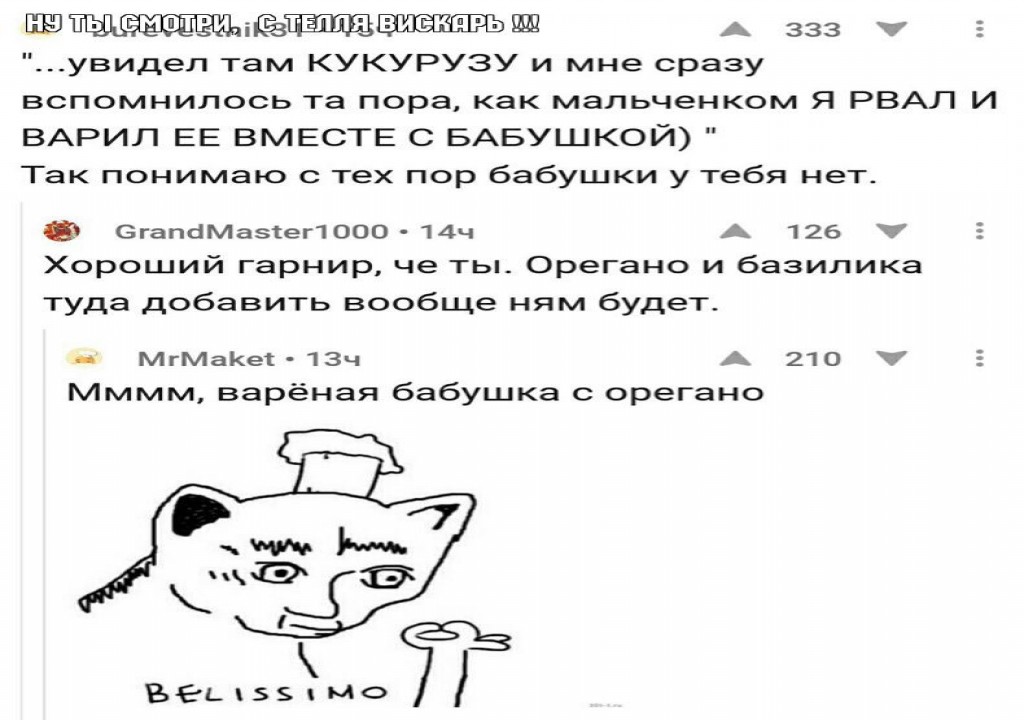 НУ ТЫ СМОТРИ, С ТЕЛЛЯ ВИСКАРЬ !!!
333
"...увидел там КУКУРУЗУ и мне сразу
вспомнилось та пора, как мальченком Я РВАЛ И
ВАРИЛ ЕЕ ВМЕСТЕ С БАБУШКОЙ) "
Так понимаю с тех пор бабушки у тебя нет.
GrandMaster1000 • 14ч 126
Хороший гарнир, че ты. Орегано и базилика
туда добавить вообще ням будет.
MrMaket • 13ч 210
Мммм, варёная бабушка с орегано
BELISSIMO